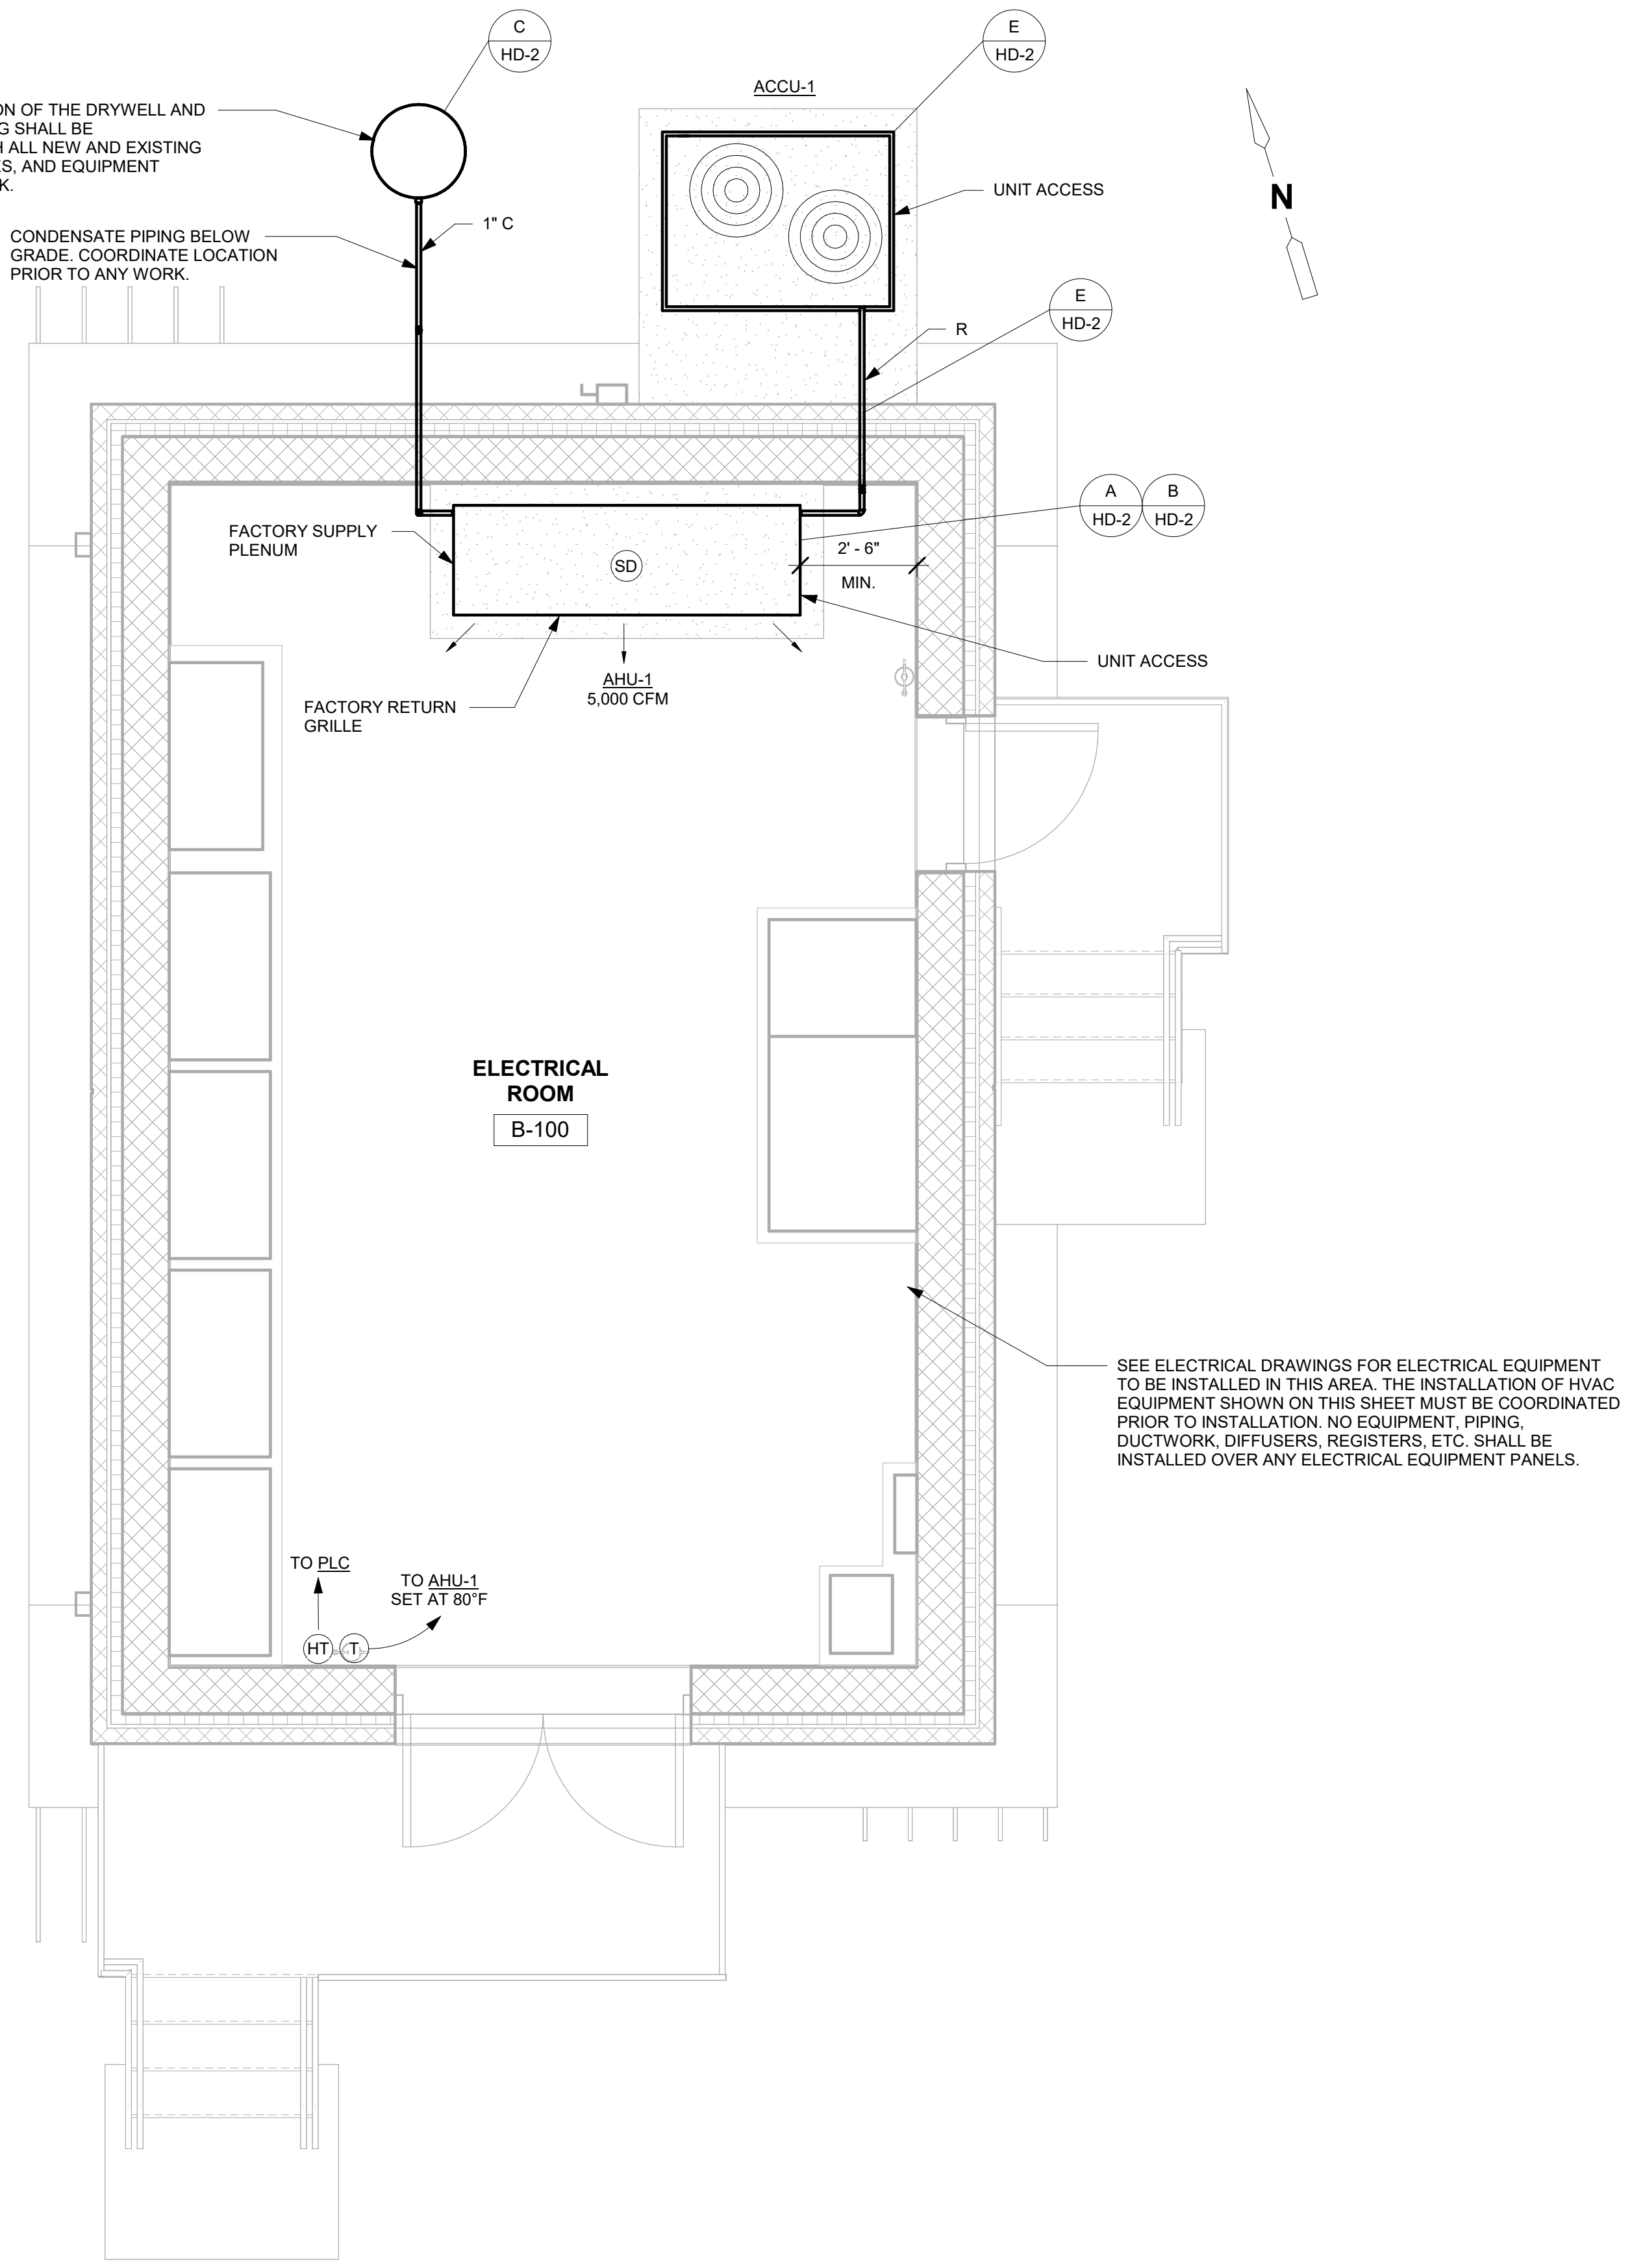 C
HD-2
E
HD-2
ACCU-1
OF THE DRYWELL AND
SHALL BE
ALL NEW AND EXISTING
AND EQUIPMENT
UNIT ACCESS
N
1" C
CONDENSATE PIPING BELOW
GRADE. COORDINATE LOCATION
PRIOR TO ANY WORK.
E
HD-2
R
A
HD-2
B
HD-2
FACTORY SUPPLY
PLENUM
SD
2' - 6"
MIN.
UNIT ACCESS
AHU-1
5,000 CFM
FACTORY RETURN
GRILLE
ELECTRICAL
ROOM
B-100
SEE ELECTRICAL DRAWINGS FOR ELECTRICAL EQUIPMENT
TO BE INSTALLED IN THIS AREA. THE INSTALLATION OF HVAC
EQUIPMENT SHOWN ON THIS SHEET MUST BE COORDINATED
PRIOR TO INSTALLATION. NO EQUIPMENT, PIPING,
DUCTWORK, DIFFUSERS, REGISTERS, ETC. SHALL BE
INSTALLED OVER ANY ELECTRICAL EQUIPMENT PANELS.
TO PLC
TO AHU-1
SET AT 80°F
HT
T